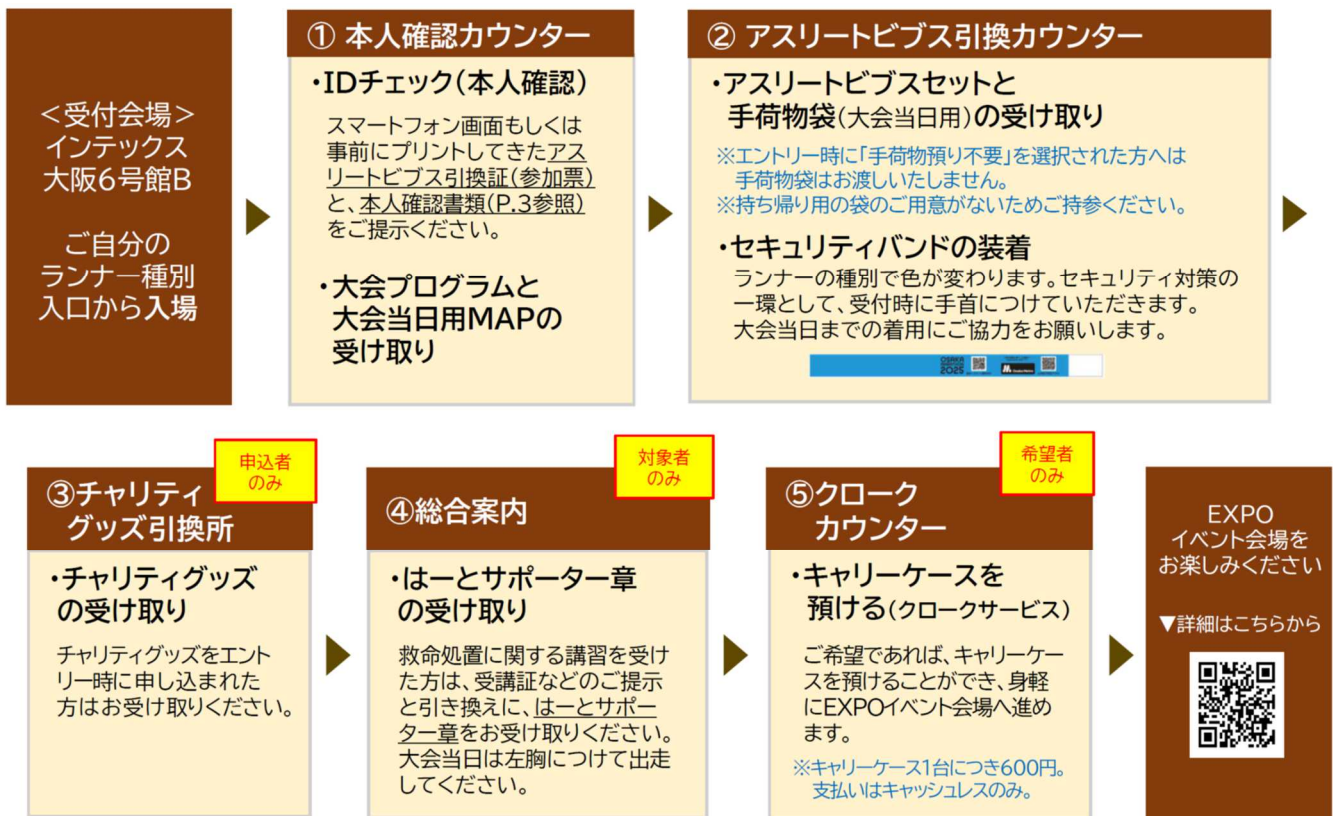 <受付会場>
インテックス
大阪6号館B
ご自分の
ランナー種別
入口から入場
① 本人確認カウンター
・IDチェック(本人確認)
スマートフォン画面もしくは
事前にプリントしてきたアス
リートビブス引換証(参加票)
と、本人確認書類(P.3参照)
をご提示ください。
・大会プログラムと
大会当日用MAPの
受け取り
② アスリートビブス引換カウンター
・アスリートビブスセットと
手荷物袋(大会当日用)の受け取り
※エントリー時に「手荷物預り不要」を選択された方へは
手荷物袋はお渡しいたしません。
※持ち帰り用の袋のご用意がないためご持参ください。
・セキュリティバンドの装着
ランナーの種別で色が変わります。セキュリティ対策の
一環として、受付時に手首につけていただきます。
大会当日までの着用にご協力をお願いします。
OSAKA
2025
申込者
のみ
③チャリティ
グッズ引換所
・チャリティグッズ
の受け取り
チャリティグッズをエント
リー時に申し込まれた
方はお受け取りください。
対象者
のみ
④総合案内
・はーとサポーター章
の受け取り
救命処置に関する講習を受け
た方は、受講証などのご提示
と引き換えに、はーとサポー
ター章をお受け取りください。
大会当日は左胸につけて出走
してください。
希望者
のみ
⑤クローク
カウンター
・キャリーケースを
預ける(クロークサービス)
ご希望であれば、キャリーケー
スを預けることができ、身軽
にEXPOイベント会場へ進め
ます。
※キャリーケース1台につき600円。
支払いはキャッシュレスのみ。
EXPO
イベント会場を
お楽しみください
▼詳細はこちらから